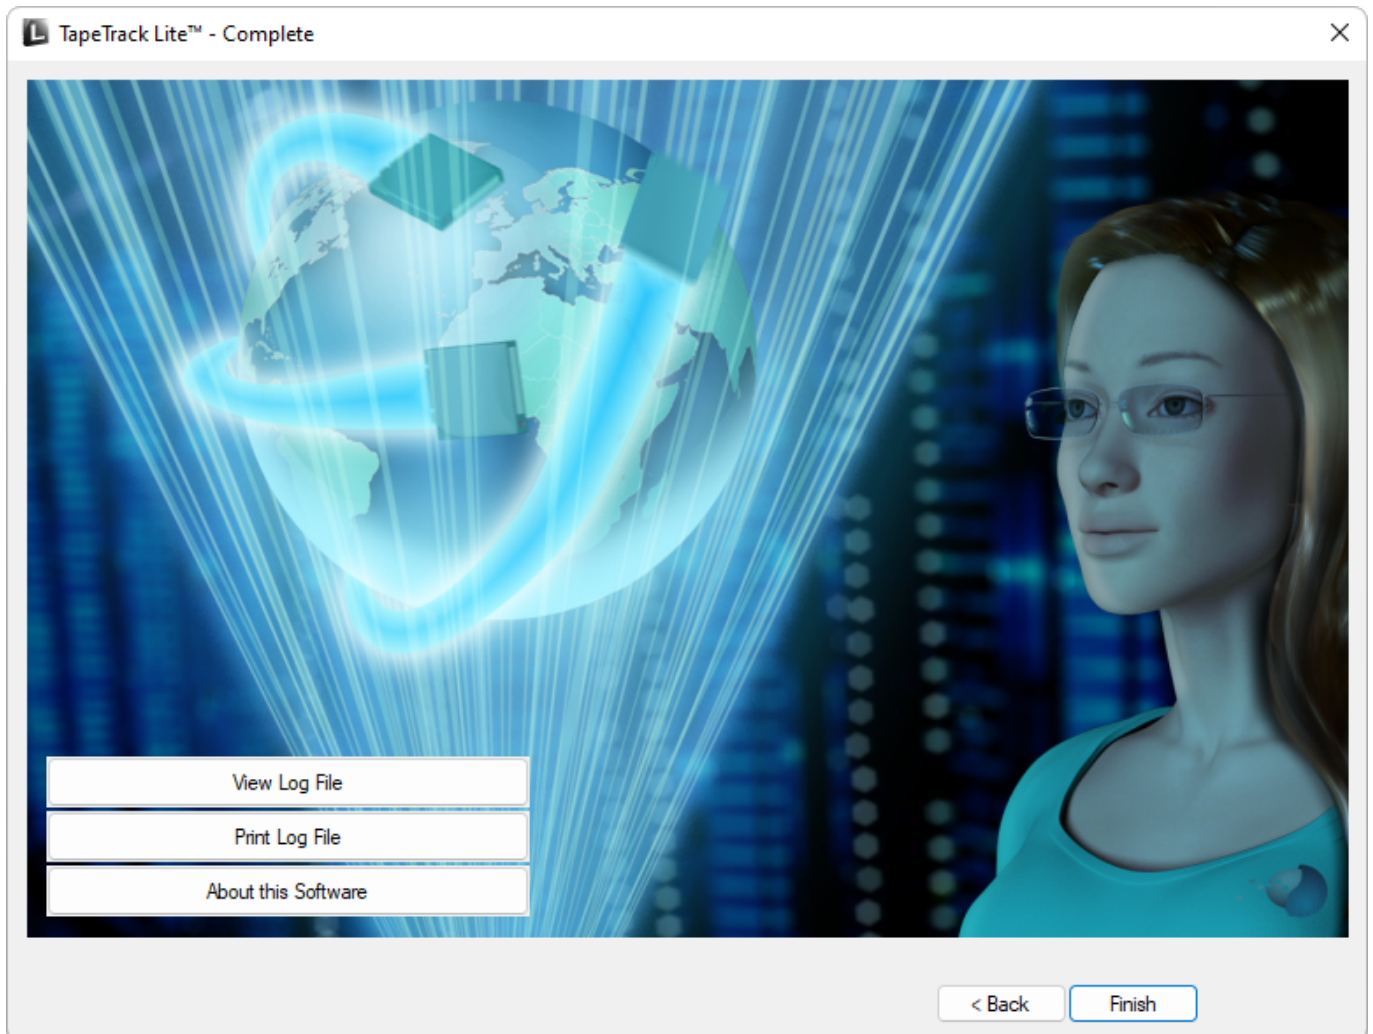 TapeTrack Lite™ - Complete
View Log File
Print Log File
About this Software
< Back
Finish